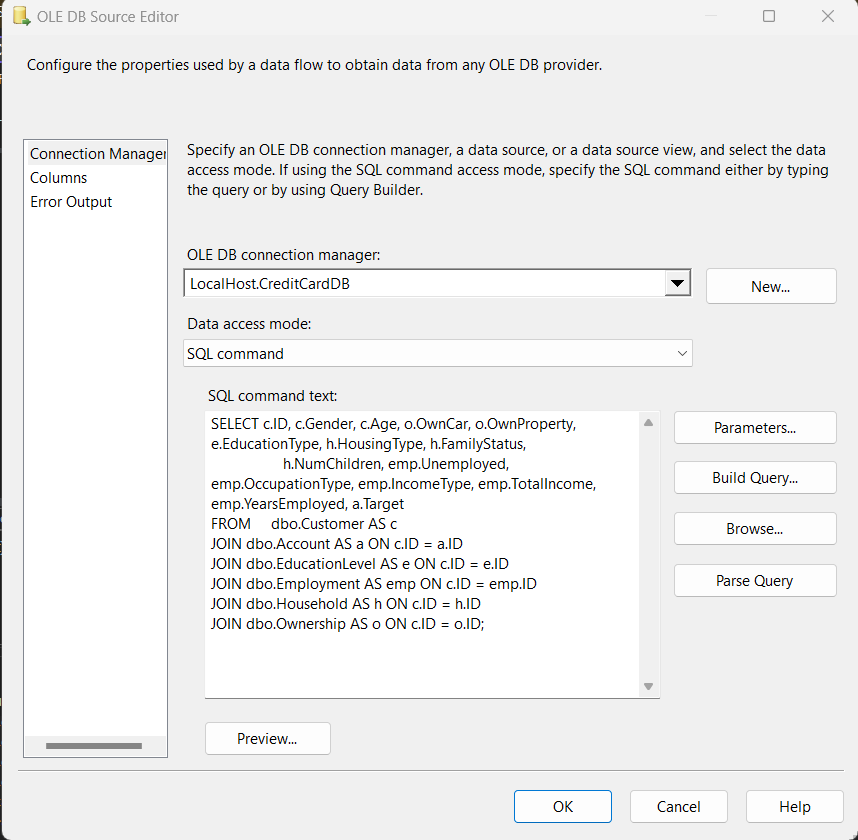 OLE DB Source Editor
Configure the properties used by a data flow to obtain data from any OLE DB provider.
Connection Manager
Columns
Error Output
Specify an OLE DB connection manager, a data source, or a data source view, and select the data
access mode. If using the SQL command access mode, specify the SQL command either by typing
the query or by using Query Builder.
OLE DB connection manager:
LocalHost.CreditCardDB
New...
Data access mode:
SQL command
SQL command text:
SELECT c.ID, c.Gender, c.Age, o.OwnCar, o.OwnProperty,
e.EducationType, h.HousingType, h.FamilyStatus,
h.NumChildren, emp.Unemployed,
emp.OccupationType, emp.IncomeType, emp.TotalIncome,
emp.YearsEmployed, a.Target
FROM dbo.Customer AS c
JOIN dbo.Account AS a ON c.ID = a.ID
JOIN dbo.EducationLevel AS e ON c.ID = e.ID
JOIN dbo.Employment AS emp ON c.ID = emp.ID
JOIN dbo.Household AS h ON c.ID = h.ID
JOIN dbo.Ownership AS o ON c.ID = o.ID;
Parameters...
Build Query...
Browse...
Parse Query
Preview...
OK
Cancel
Help